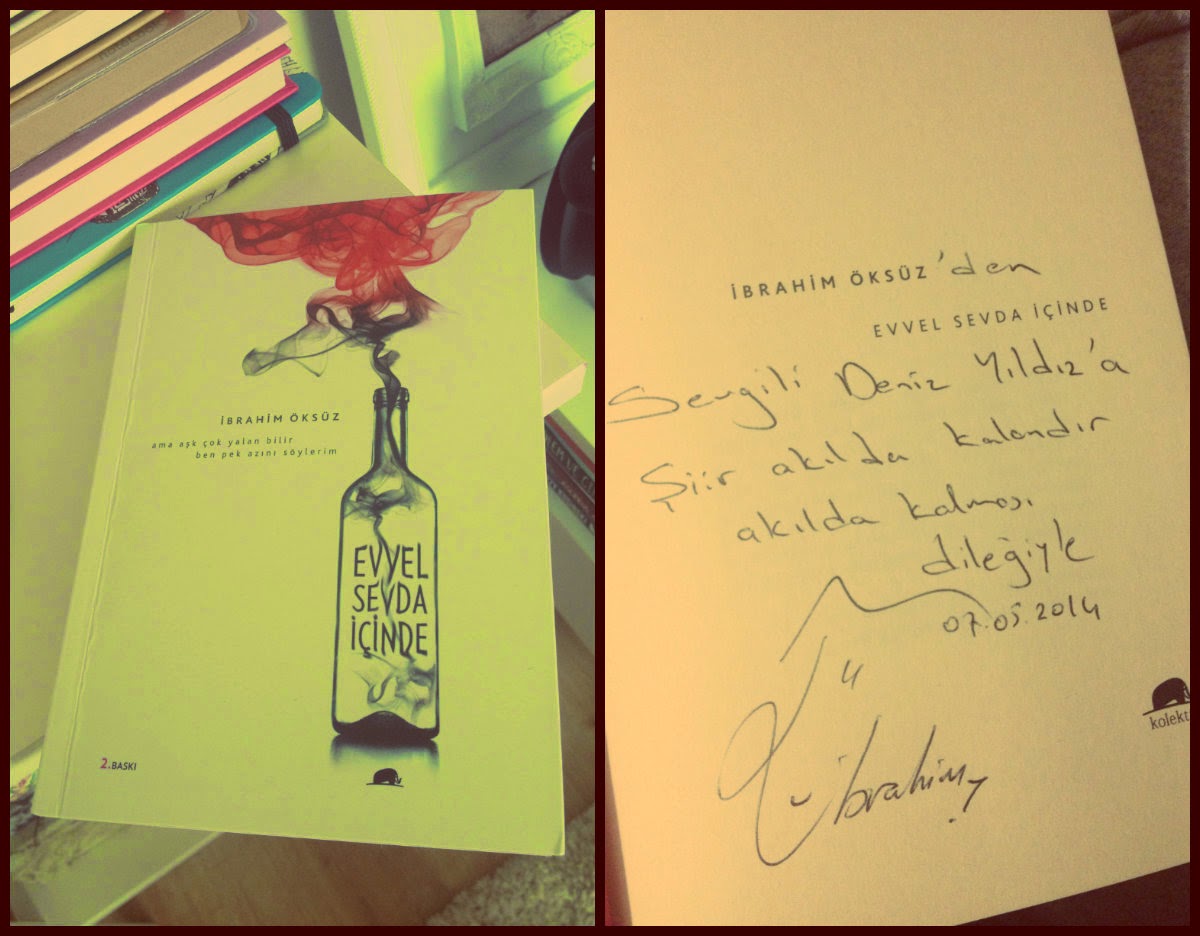 İBRAHİM ÖKSÜZ
ama aşk çok yalan bilir
ben pek azını söylerim
EVVEL
SEVDA
İÇİNDE
2.BASKI
İBRAHİM ÖKSÜZ'den
EVVEL SEVDA İÇİNDE
Sevgili Deniz Yıldız'a
Şiir akılda kalandır
akılda kalması
dileğiyle
07.05.2014
İbrahim
kolekt